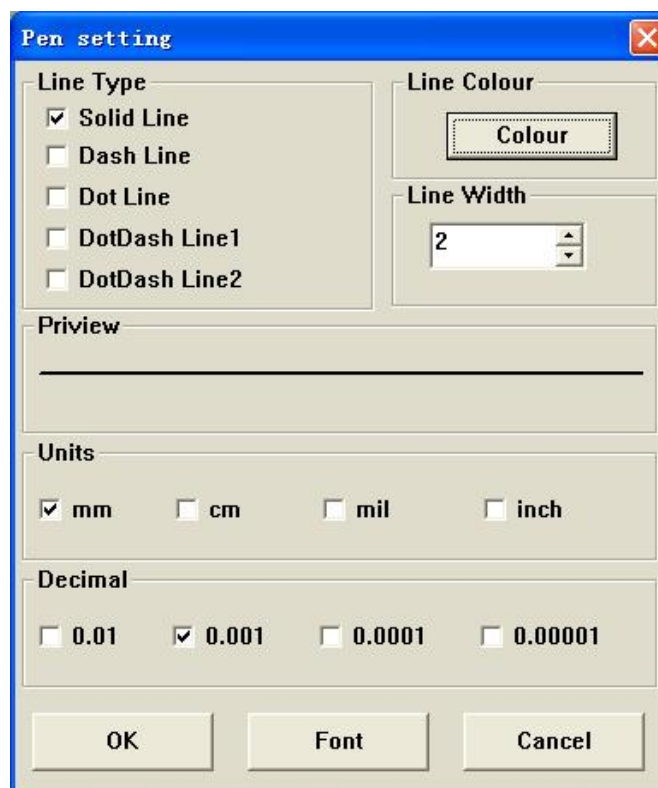 Pen setting
Line Type
Solid Line
Dash Line
Dot Line
DotDash Line1
DotDash Line2
Line Colour
Colour
Line Width
2
Priview
Units
mm cm mil inch
Decimal
0.01 0.001 0.0001 0.00001
OK Font Cancel